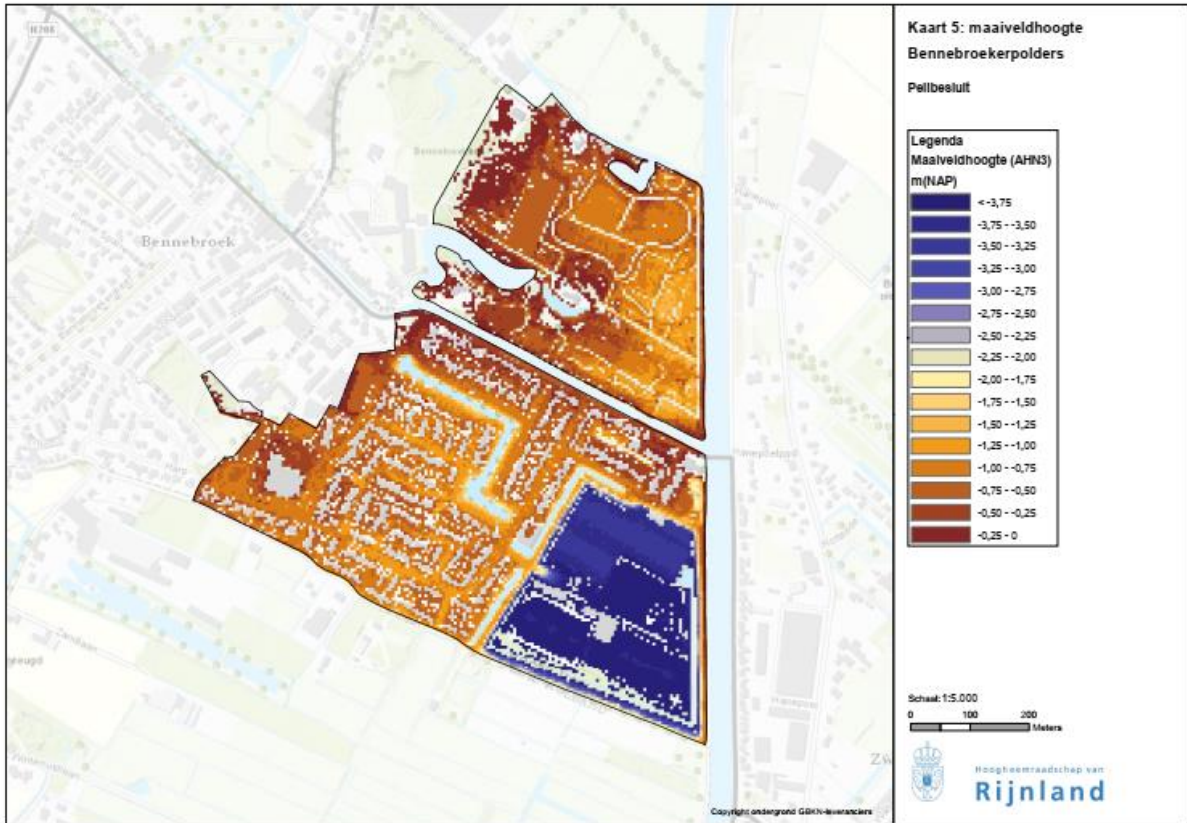 Kaart 5: maaiveldhoogte
Bennebroekerpolders
Peilbesluit
Legenda
Maaiveldhoogte (AHN3)
m(NAP)
< -3,75
-3,75 - -3,50
-3,50 - -3,25
-3,25 - -3,00
-3,00 - -2,75
-2,75 - -2,50
-2,50 - -2,25
-2,25 - -2,00
-2,00 - -1,75
-1,75 - -1,50
-1,50 - -1,25
-1,25 - -1,00
-1,00 - -0,75
-0,75 - -0,50
-0,50 - -0,25
-0,25 - 0
Schaal: 1:5.000
0 100 200
Meters
Hoogheemraadschap van
Rijnland
Bennebroek
Copyright ondergrond GBKN-leveranciers